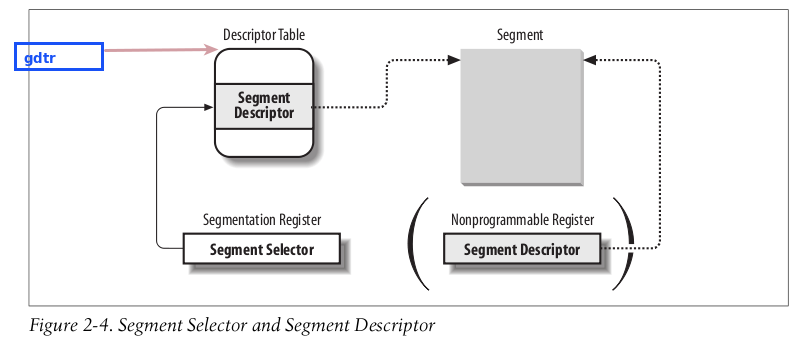 Descriptor Table
Segment
gdtr
Segment
Descriptor
Segmentation Register
Nonprogrammable Register
Segment Selector
Segment Descriptor
Figure 2-4. Segment Selector and Segment Descriptor